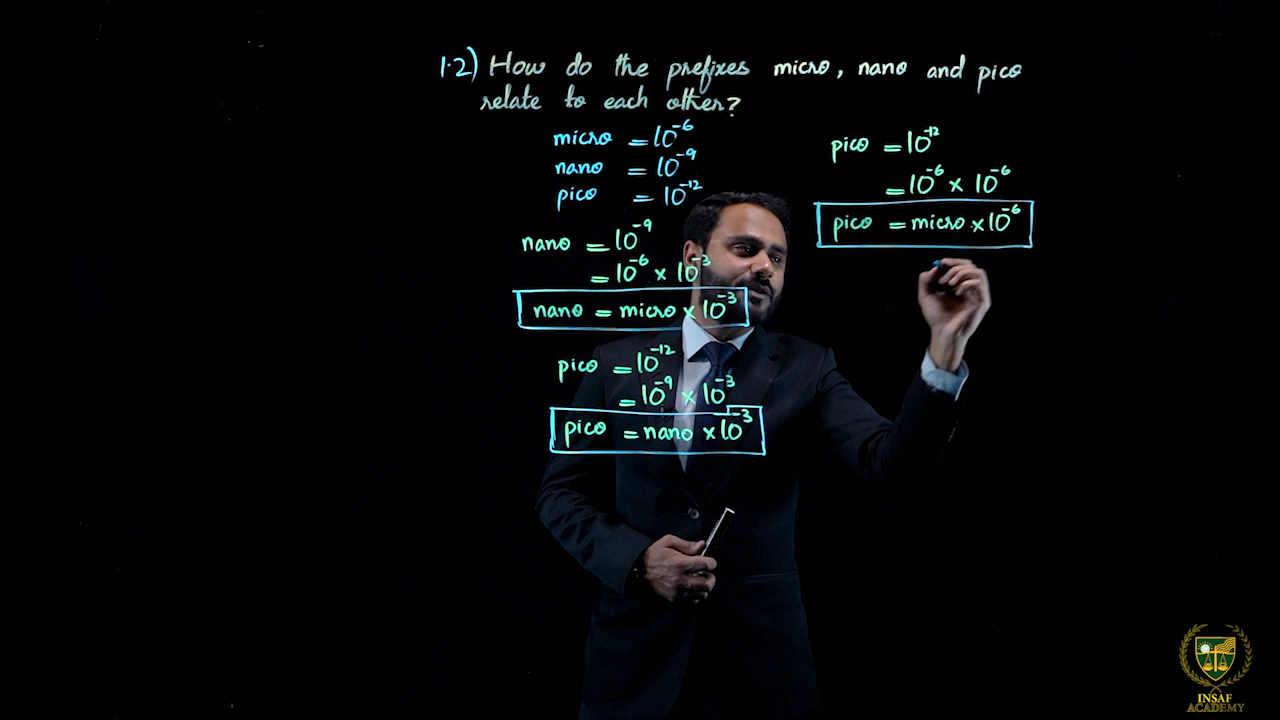 1.2) How do the prefixes micro, nano and pico
relate to each other?
micro = 10⁻⁶
nano = 10⁻⁹
pico = 10⁻¹²
nano = 10⁻⁹
= 10⁻⁶ × 10⁻³
nano = micro × 10⁻³
pico = 10⁻¹²
= 10⁻⁹ × 10⁻³
pico = nano × 10⁻³
pico = 10⁻¹²
= 10⁻⁶ × 10⁻⁶
pico = micro × 10⁻⁶
INSAF
ACADEMY